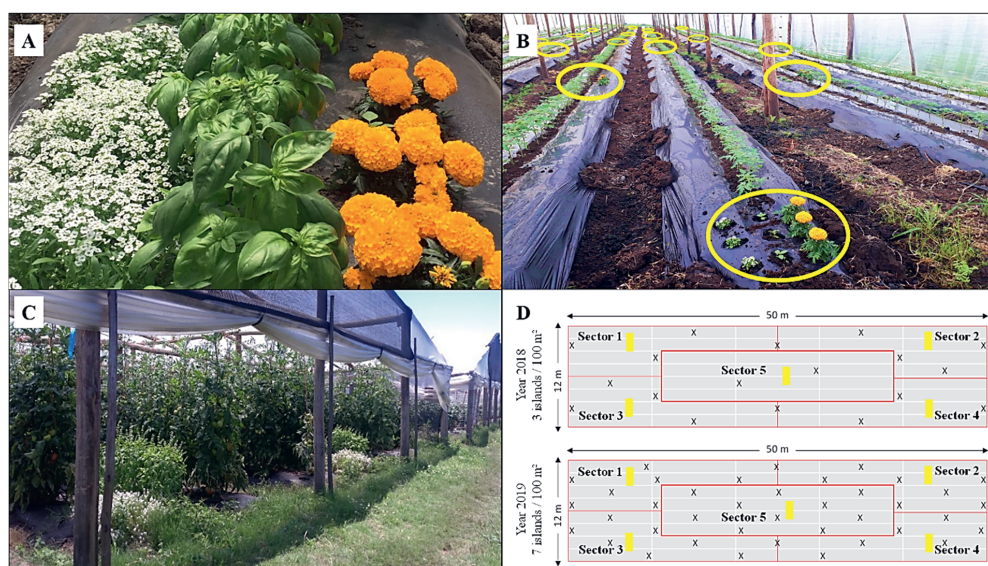 A
B
C
D
50 m
Year 2018
3 islands / 100 m²
12 m
Sector 1
X
X
Sector 2
X
X
X
X
X
Sector 5
X
X
X
X
X
X
X
X
Sector 3
X
Sector 4
X
X
50 m
Year 2019
7 islands / 100 m²
12 m
Sector 1
X
X
X
Sector 2
Sector 5
Sector 3
Sector 4